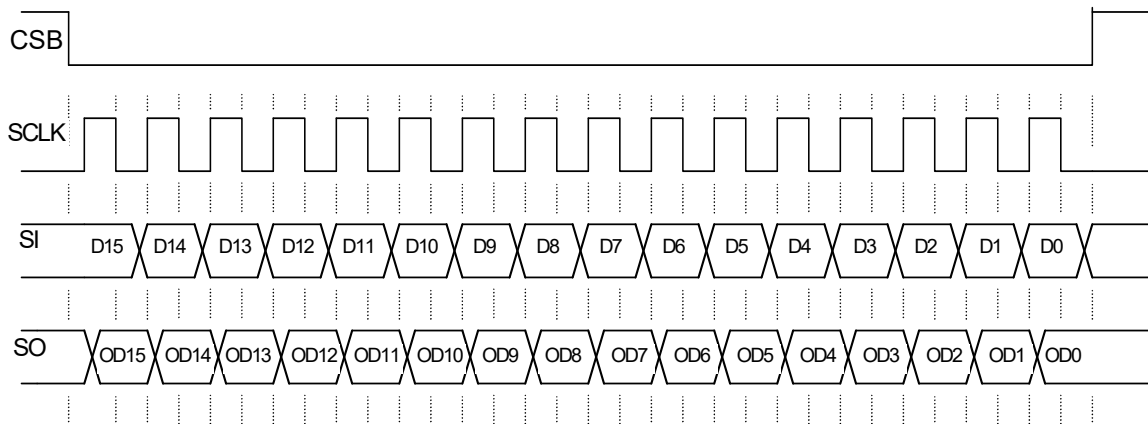 CSB
SCLK
SI D15 D14 D13 D12 D11 D10 D9 D8 D7 D6 D5 D4 D3 D2 D1 D0
SO OD15 OD14 OD13 OD12 OD11 OD10 OD9 OD8 OD7 OD6 OD5 OD4 OD3 OD2 OD1 OD0